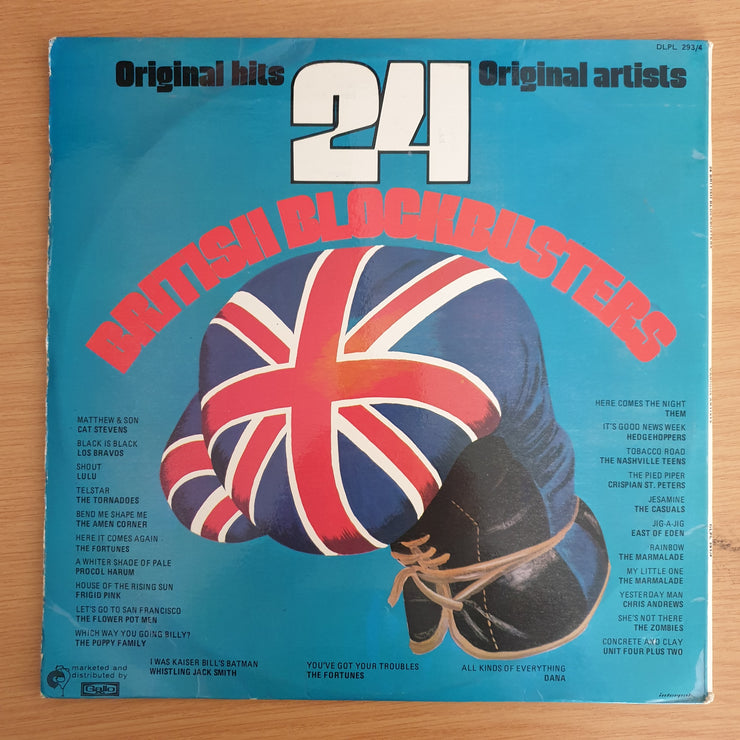 DLPL 293/4
Original hits 24 Original artists
BRITISH BLOCKBUSTERS
MATTHEW & SON
CAT STEVENS
BLACK IS BLACK
LOS BRAVOS
SHOUT
LULU
TELSTAR
THE TORNADOES
BEND ME SHAPE ME
THE AMEN CORNER
HERE IT COMES AGAIN
THE FORTUNES
A WHITER SHADE OF PALE
PROCOL HARUM
HOUSE OF THE RISING SUN
FRIGID PINK
LET'S GO TO SAN FRANCISCO
THE FLOWER POT MEN
WHICH WAY YOU GOING BILLY?
THE PUPPY FAMILY
HERE COMES THE NIGHT
THEM
IT'S GOOD NEWS WEEK
HEDGEHOPPERS
TOBACCO ROAD
THE NASHVILLE TEENS
THE PIED PIPER
CRISPIAN ST. PETERS
JESAMINE
THE CASUALS
JIG-A-JIG
EAST OF EDEN
RAINBOW
THE MARMALADE
MY LITTLE ONE
THE MARMALADE
YESTERDAY MAN
CHRIS ANDREWS
SHE'S NOT THERE
THE ZOMBIES
CONCRETE AND CLAY
UNIT FOUR PLUS TWO
I WAS KAISER BILL'S BATMAN
WHISTLING JACK SMITH
YOU'VE GOT YOUR TROUBLES
THE FORTUNES
ALL KINDS OF EVERYTHING
DANA
marketed and
distributed by
Gallo